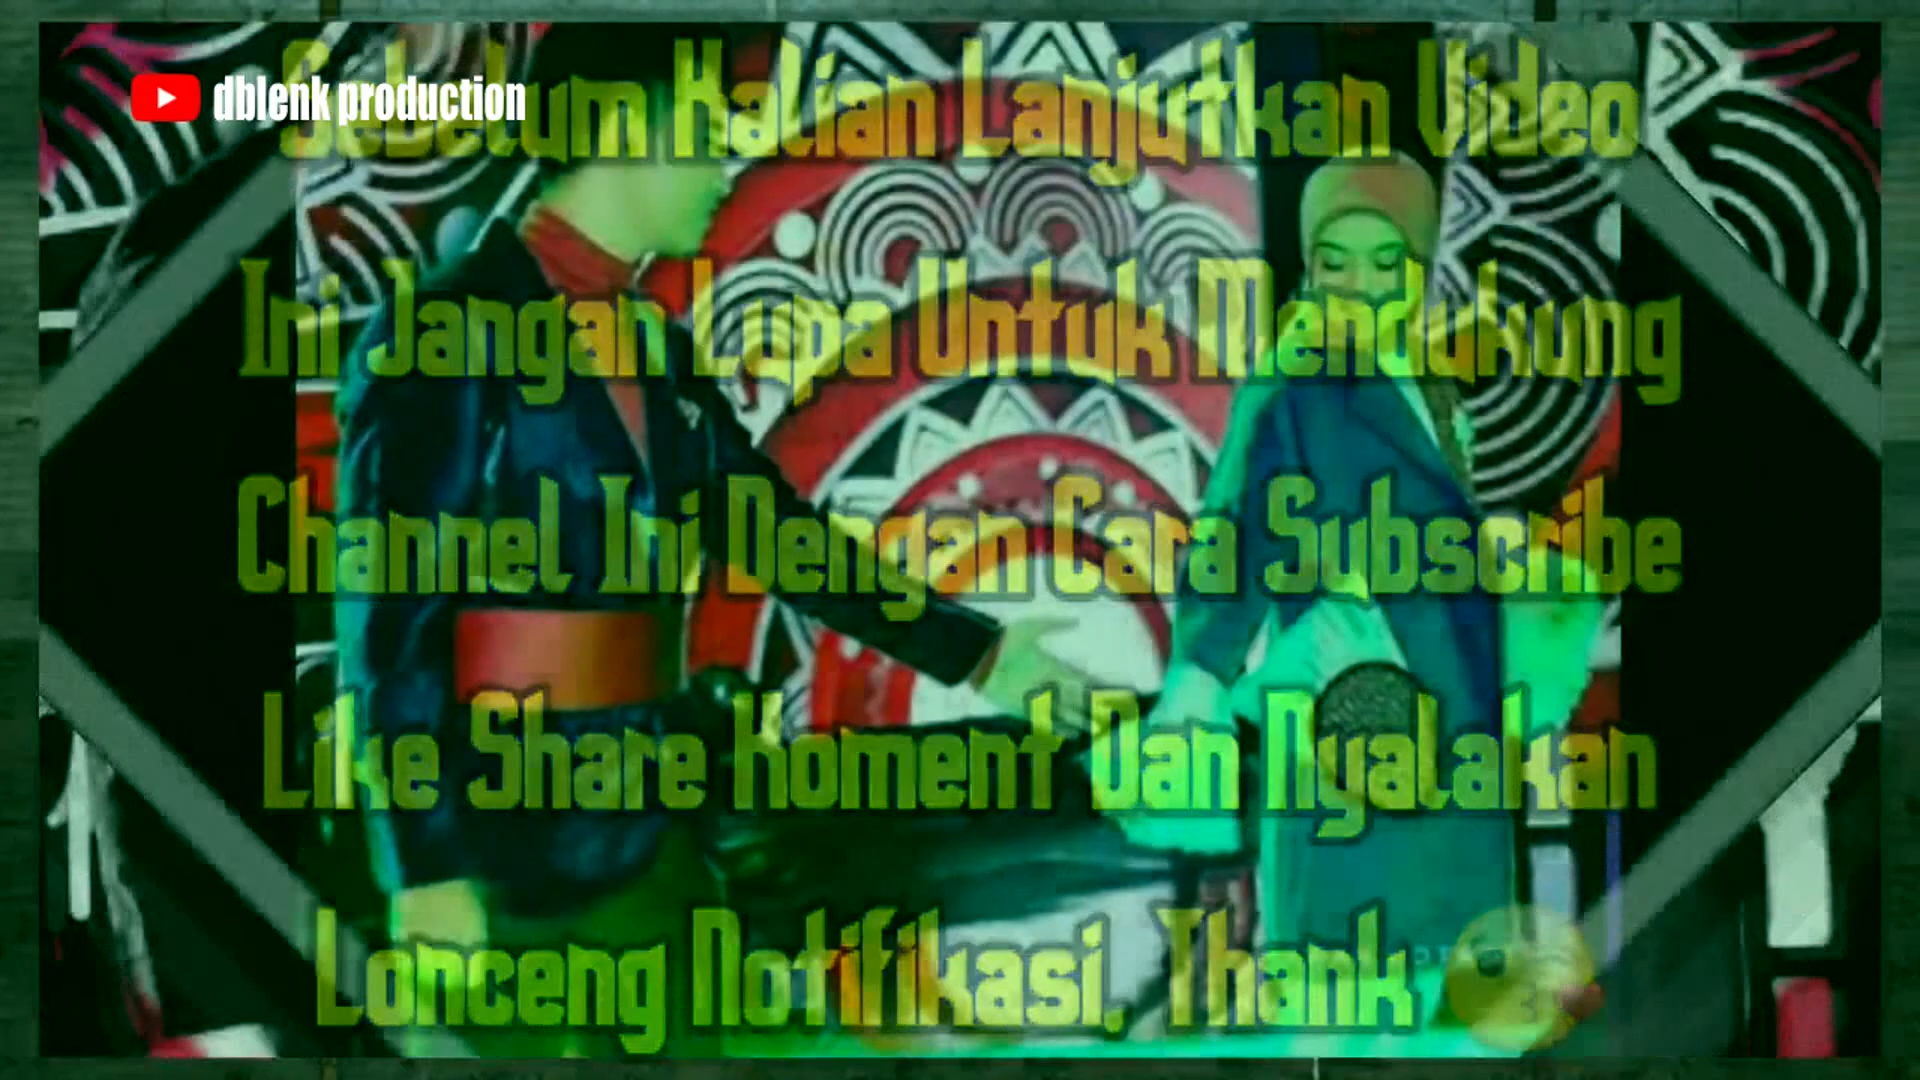 dblenk production
Sebelum Kalian Lanjutkan Video
Ini Jangan Lupa Untuk Mendukung
Channel Ini Dengan Cara Subscribe
Like Share Koment Dan Nyalakan
Lonceng Notifikasi, Thank